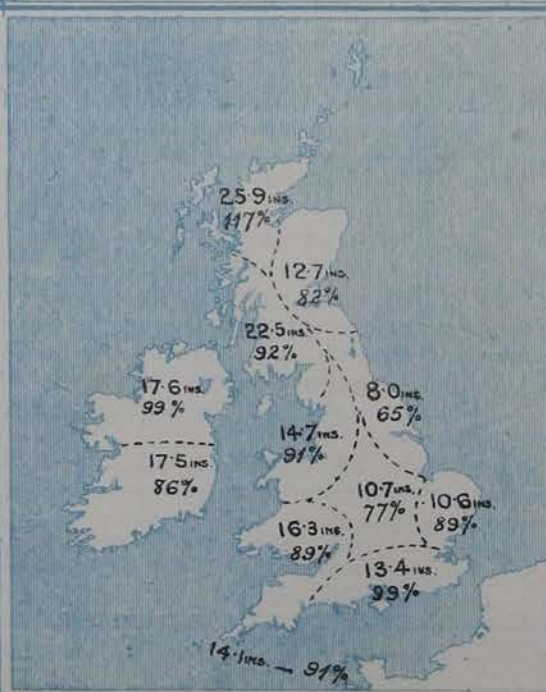 25·9 INS.
117%
12·7 INS.
82%
22·5 INS.
92%
17·6 INS.
99%
8·0 INS.
65%
14·7 INS.
91%
17·5 INS.
86%
10·7 INS.
77%
10·6 INS.
89%
16·3 INS.
89%
13·4 INS.
99%
14·1 INS. — 91%